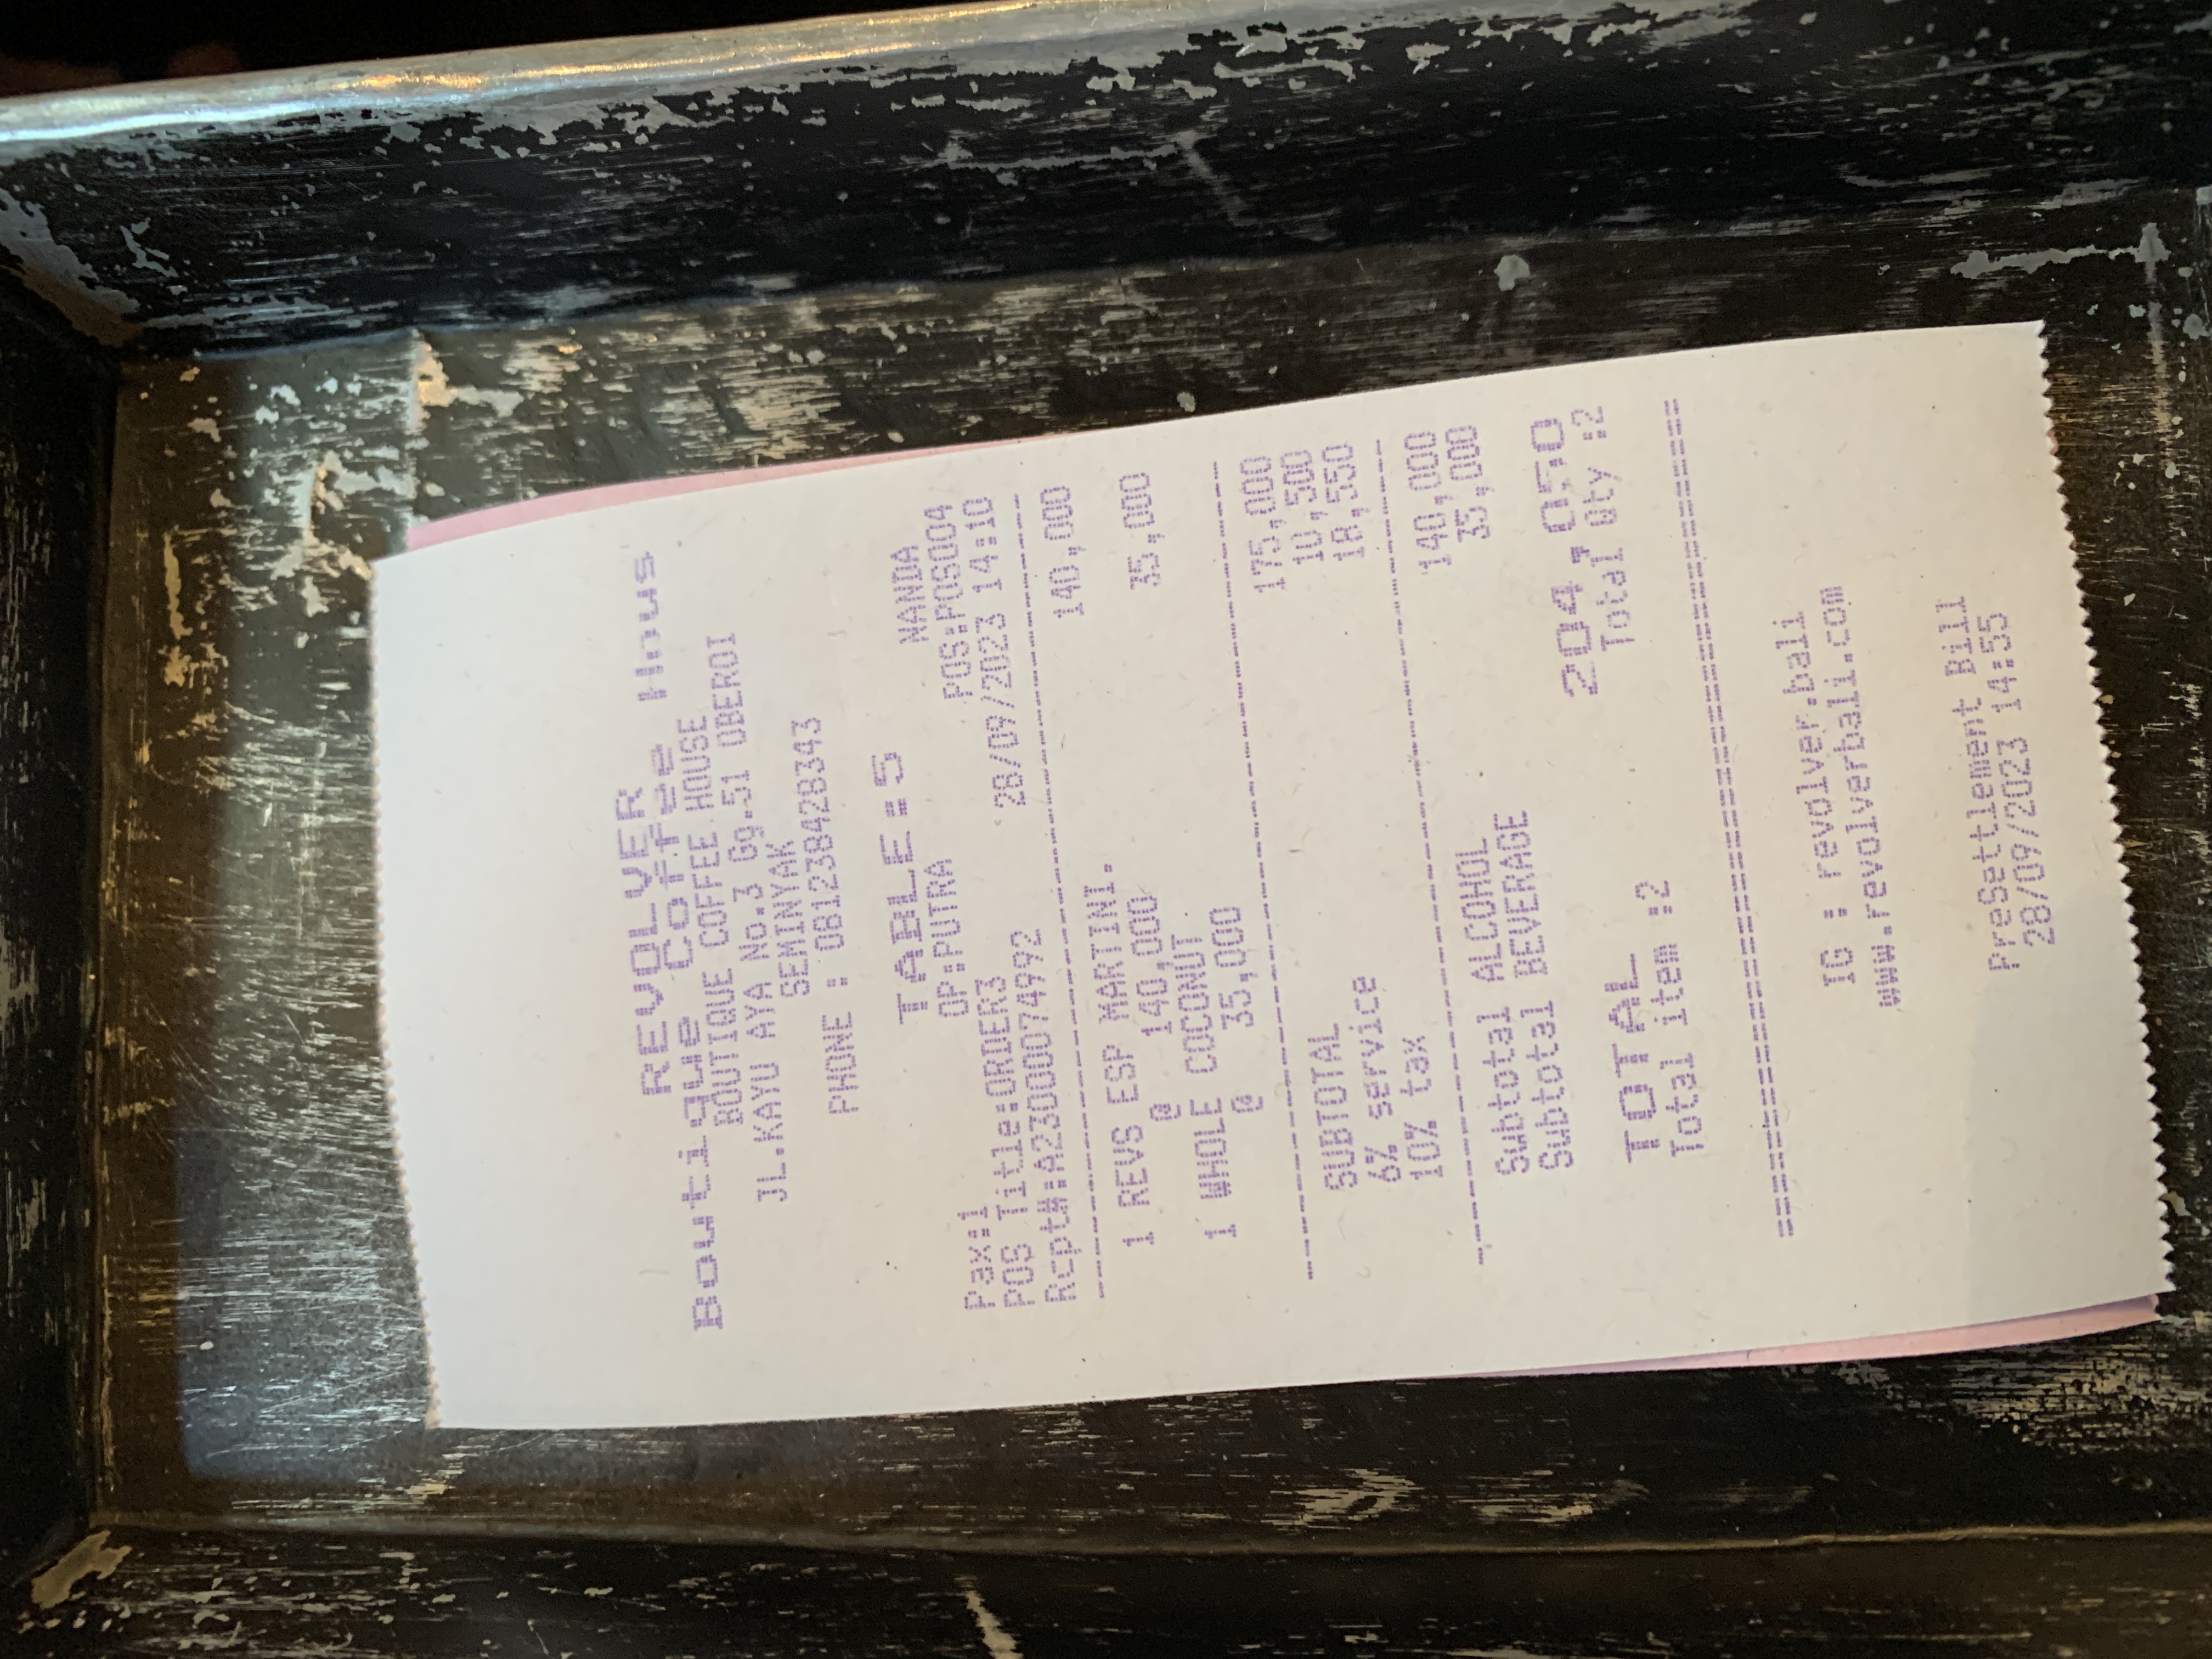 REVOLVER
Boutique Coffee Hous
BOUTIQUE COFFEE HOUSE
JL.KAYU AYA No.3 Gg.51 OBEROI
SEMINYAK
PHONE : 081238428343
TABLE:5
OP:PUTRA NANDA
Pax:1 POS:POS004
POS Title:ORDER3 28/09/2023 14:10
Rcpt#:A23000074992
1 REVS ESP MARTINI. 140,000
@ 140,000
1 WHOLE COCONUT 35,000
@ 35,000
SUBTOTAL 175,000
6% service 10,500
10% tax 18,550
Subtotal ALCOHOL 140,000
Subtotal BEVERAGE 35,000
TOTAL 204,050
Total item :2 Total Qty :2
IG : revolver.bali
www.revolverbali.com
PreSettlement Bill
28/09/2023 14:55